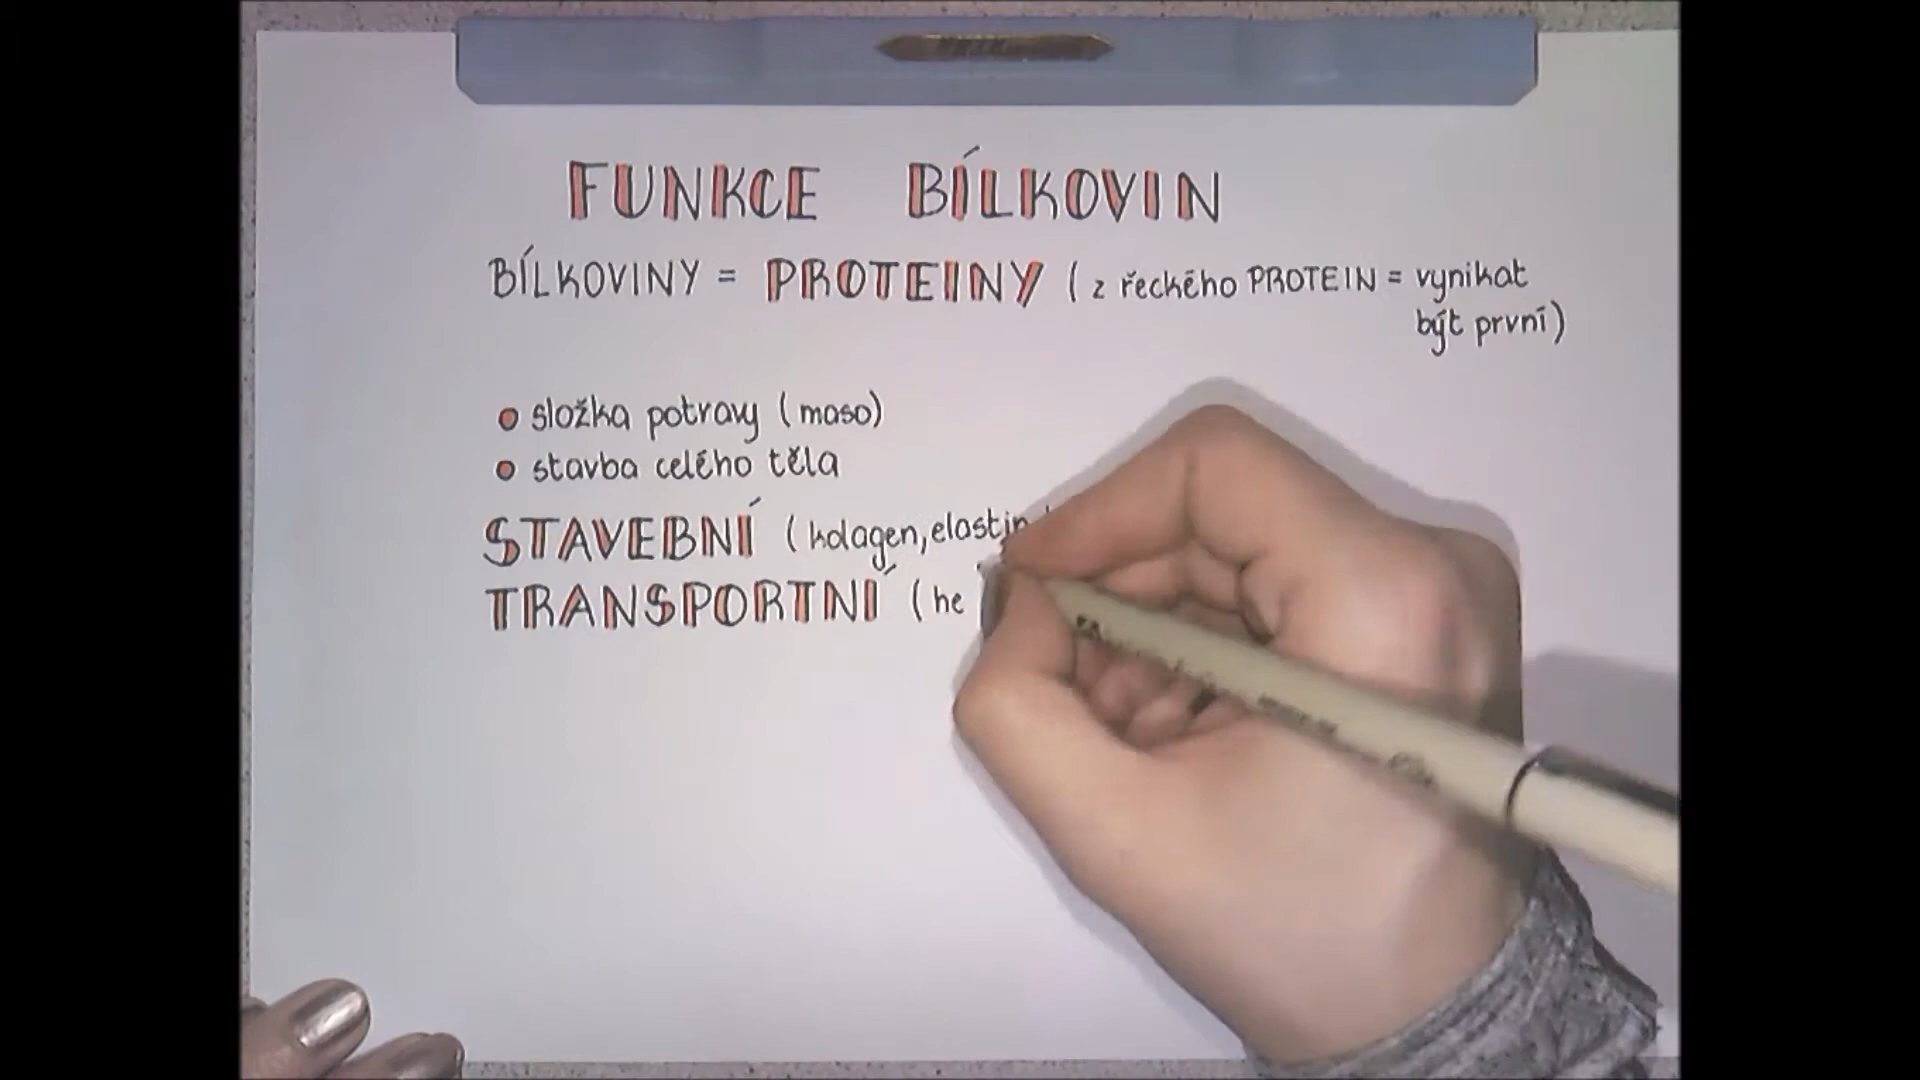 FUNKCE BÍLKOVIN
BÍLKOVINY = PROTEINY ( z řeckého PROTEIN = vynikat
být první)
složka potravy (maso)
stavba celého těla
STAVEBNÍ ( kolagen, elastin
TRANSPORTNÍ ( he